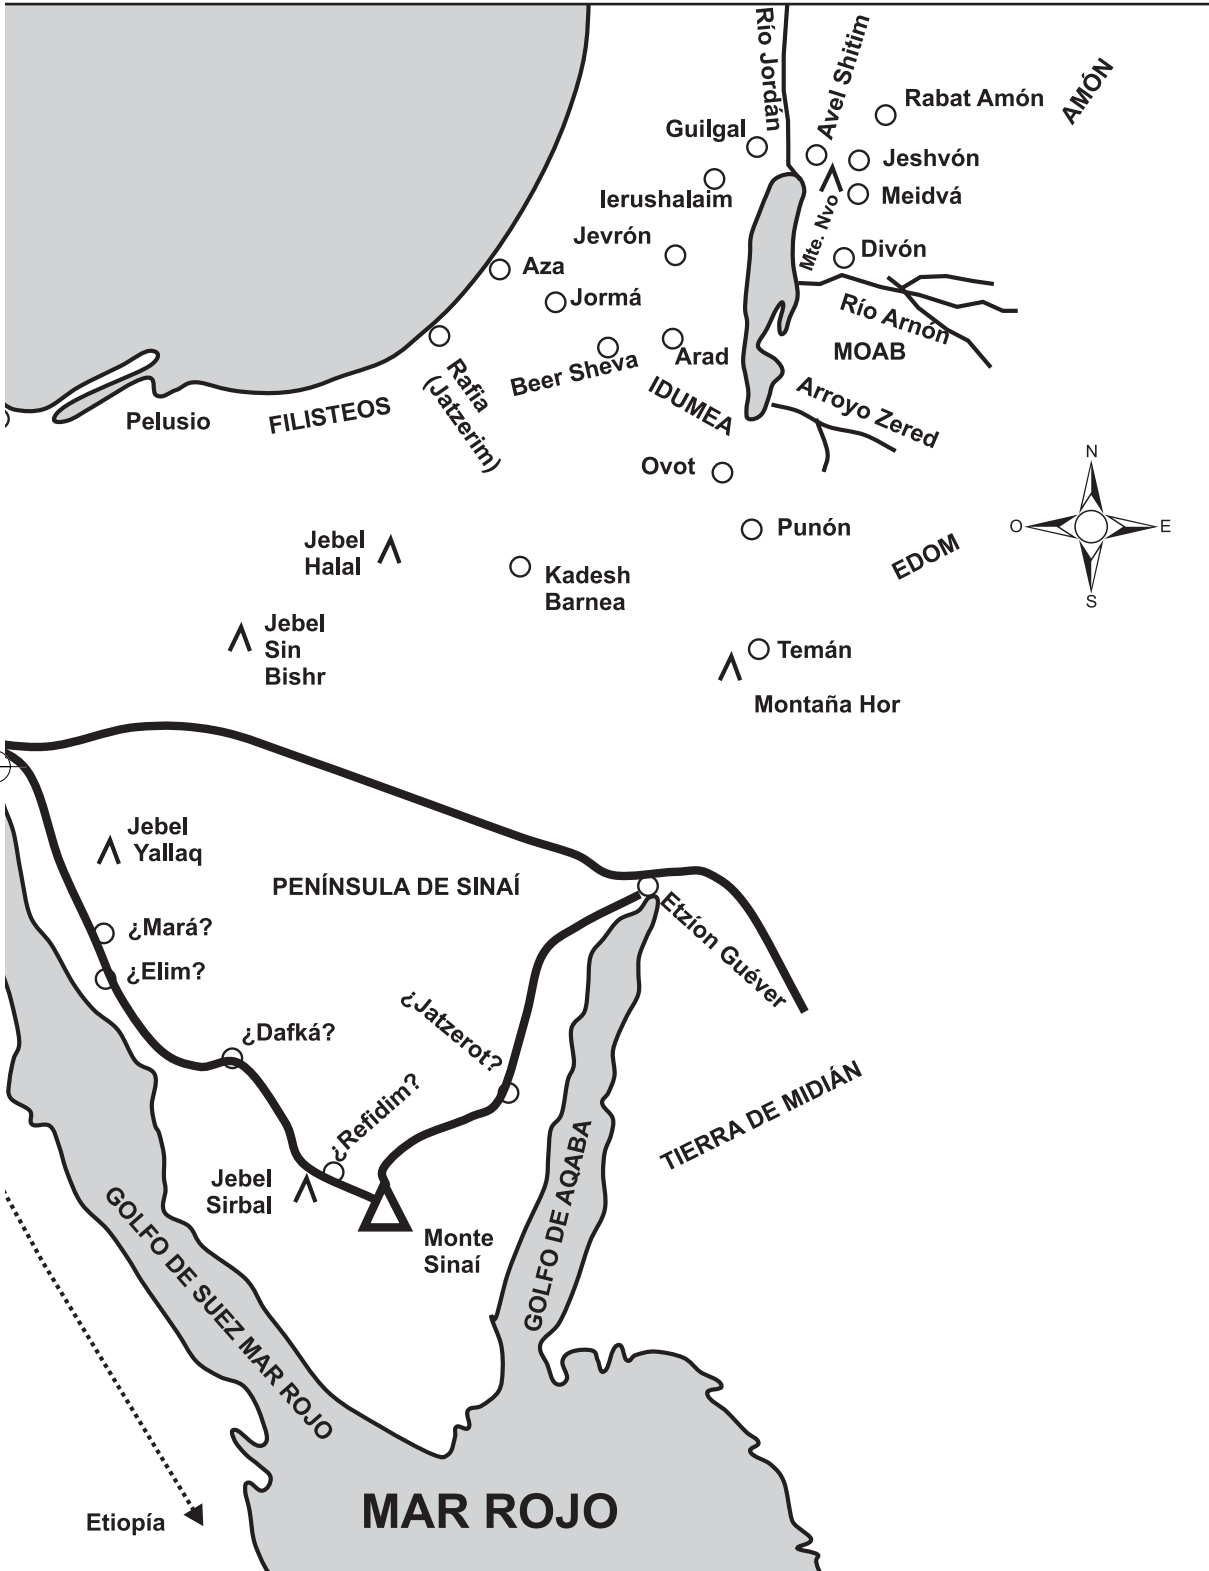 Río Jordán
Avel Shitim
AMÓN
Rabat Amón
Guilgal
Jeshvón
Ierushalaim
Meidvá
Jevrón
Mte. Nvo
Divón
Aza
Jormá
Río Arnón
MOAB
Rafia
(Jatzerim)
Beer Sheva
Arad
IDUMEA
Arroyo Zered
Pelusio
FILISTEOS
Ovot
N
O
E
S
Punón
EDOM
Jebel
Halal
Kadesh
Barnea
Jebel
Sin
Bishr
Temán
Montaña Hor
Jebel
Yallaq
PENÍNSULA DE SINAÍ
Etzíon Guéver
¿Mará?
¿Elim?
¿Jatzerot?
¿Dafká?
¿Refidim?
TIERRA DE MIDIÁN
Jebel
Sirbal
Monte
Sinaí
GOLFO DE AQABA
GOLFO DE SUEZ MAR ROJO
MAR ROJO
Etiopía